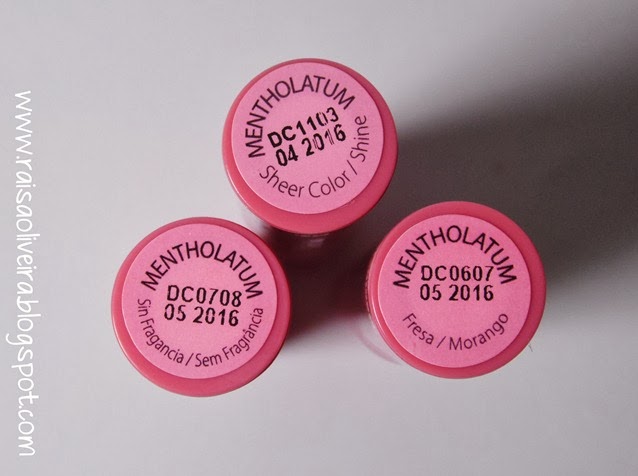 www.raisaoliveira.blogspot.com
MENTHOLATUM
DC1103
04 2016
Sheer Color / Shine
MENTHOLATUM
DC0708
05 2016
Sin Fragancia / Sem Fragrância
MENTHOLATUM
DC0607
05 2016
Fresa / Morango